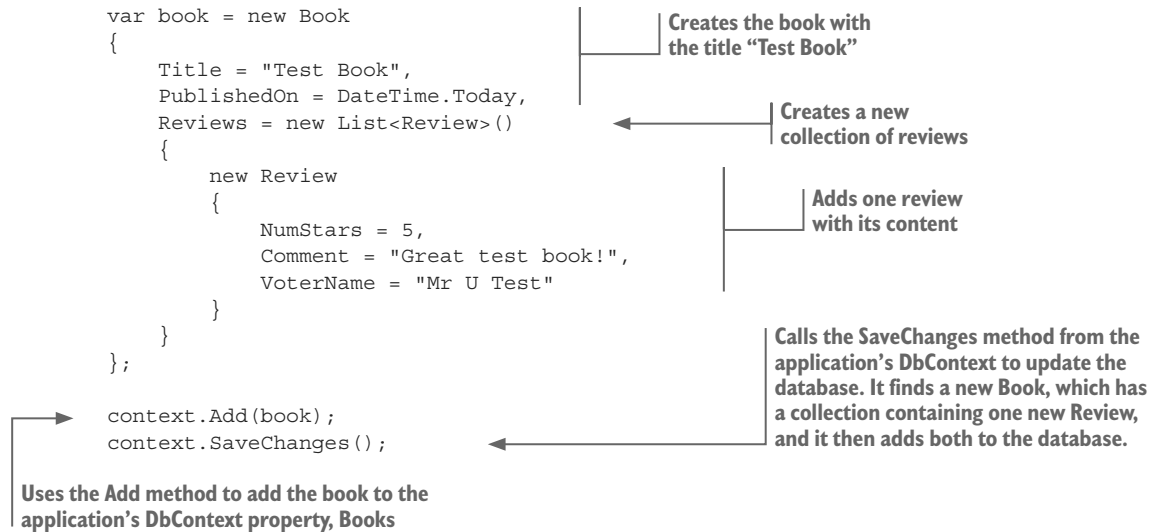 var book = new Book
{
Title = "Test Book",
PublishedOn = DateTime.Today,
Reviews = new List<Review>()
{
new Review
{
NumStars = 5,
Comment = "Great test book!",
VoterName = "Mr U Test"
}
}
};
context.Add(book);
context.SaveChanges();
Creates the book with
the title “Test Book”
Creates a new
collection of reviews
Adds one review
with its content
Calls the SaveChanges method from the
application’s DbContext to update the
database. It finds a new Book, which has
a collection containing one new Review,
and it then adds both to the database.
Uses the Add method to add the book to the
application’s DbContext property, Books